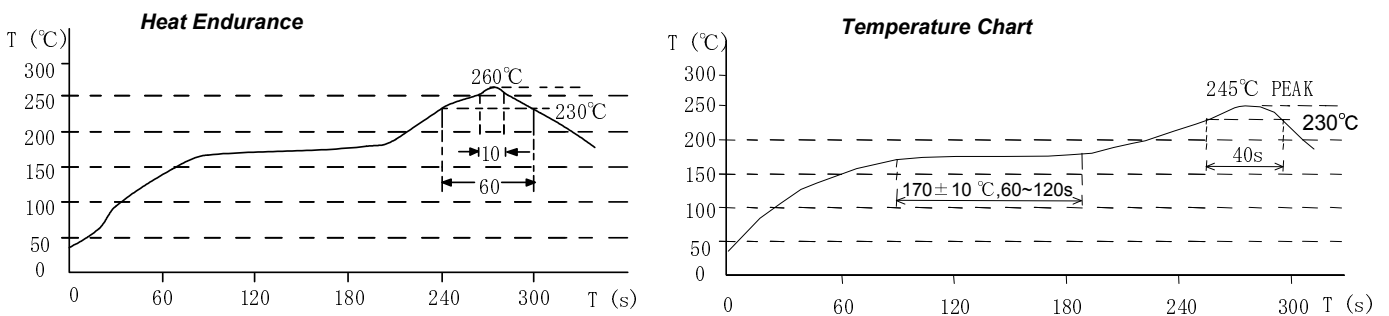 Heat Endurance
T (℃)
300
250
200
150
100
50
0
260℃
230℃
10
60
0 60 120 180 240 300 T (s)
Temperature Chart
T (℃)
300
250
200
150
100
50
0
245℃ PEAK
230℃
40s
170±10 ℃,60~120s
0 60 120 180 240 300 T (s)